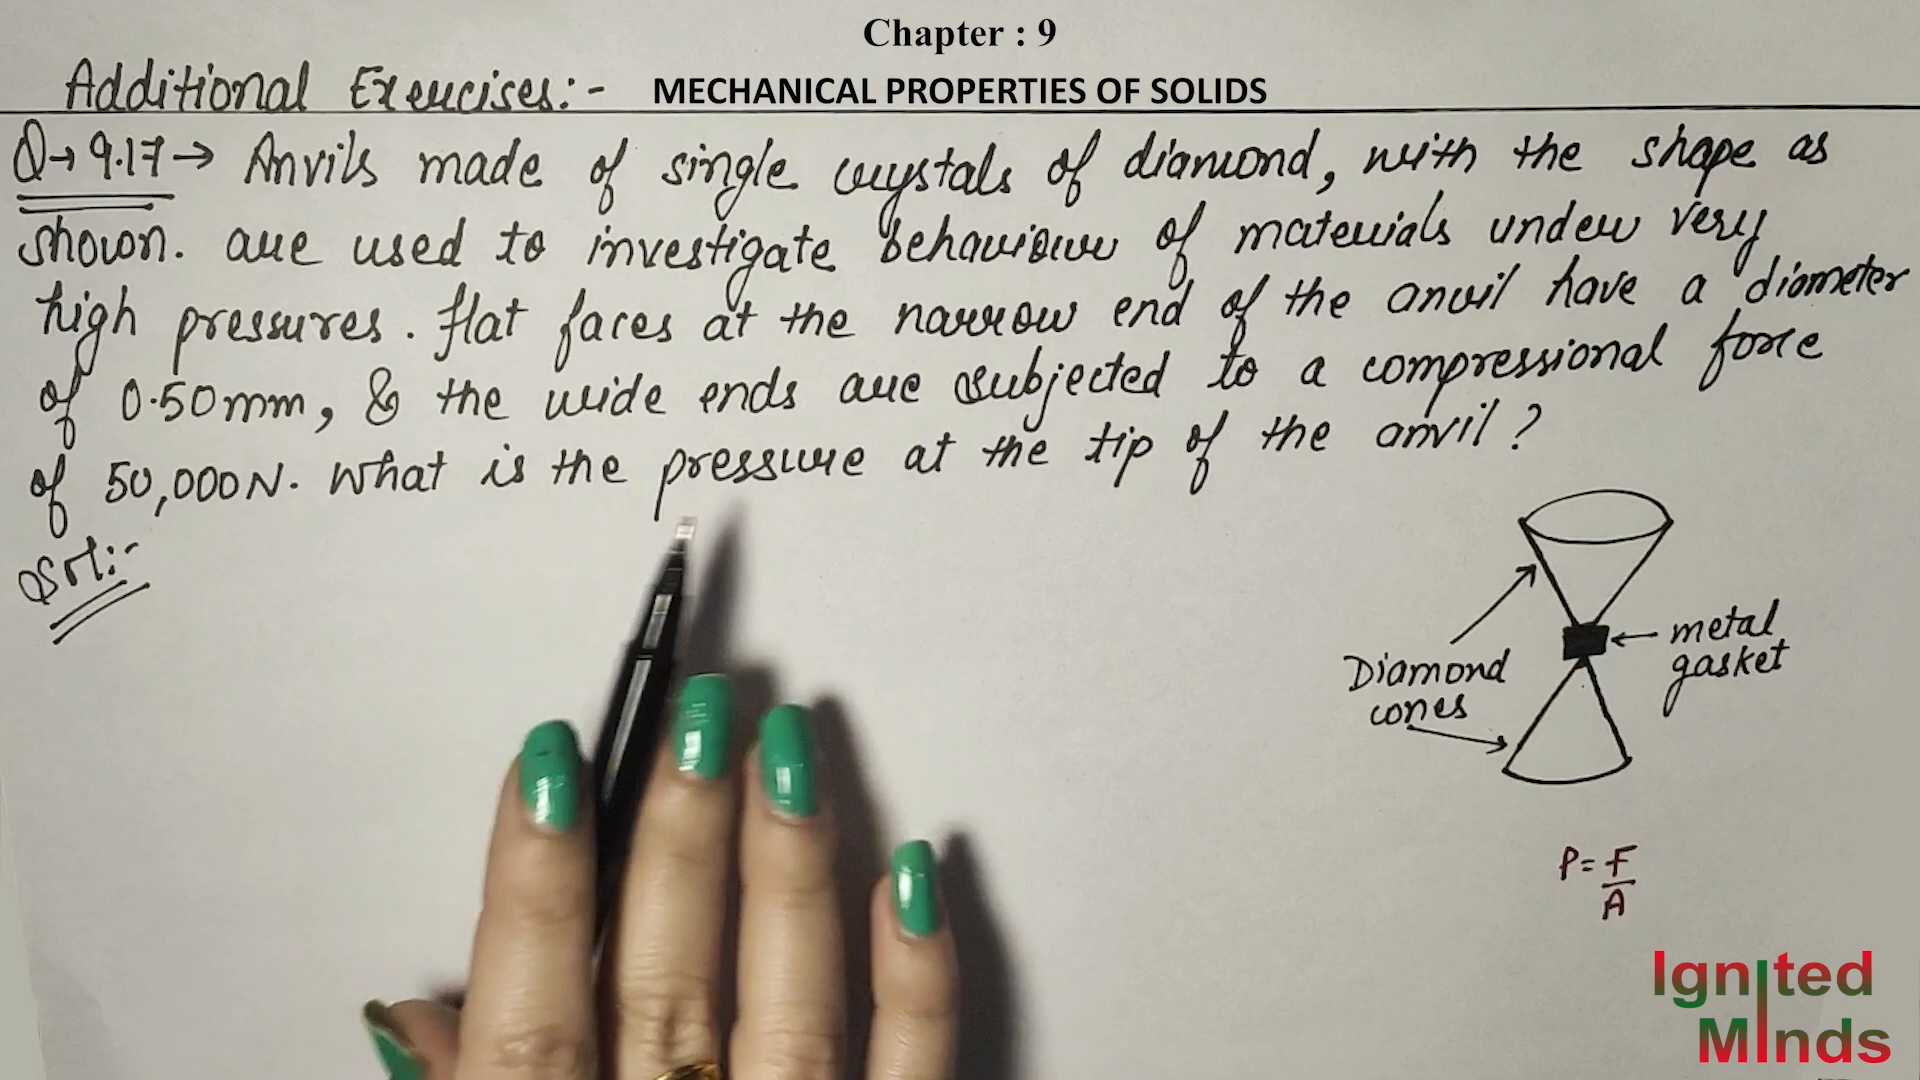 Chapter : 9
Additional Exercises:- MECHANICAL PROPERTIES OF SOLIDS
Q→9.17→ Anvils made of single crystals of diamond, with the shape as
shown. are used to investigate behaviour of materials under very
high pressures. flat faces at the narrow end of the anvil have a diameter
of 0.50mm, & the wide ends are subjected to a compressional force
of 50,000N. What is the pressure at the tip of the anvil?
Sol:-
metal
gasket
Diamond
cones
P=F/A
Ignited
Minds